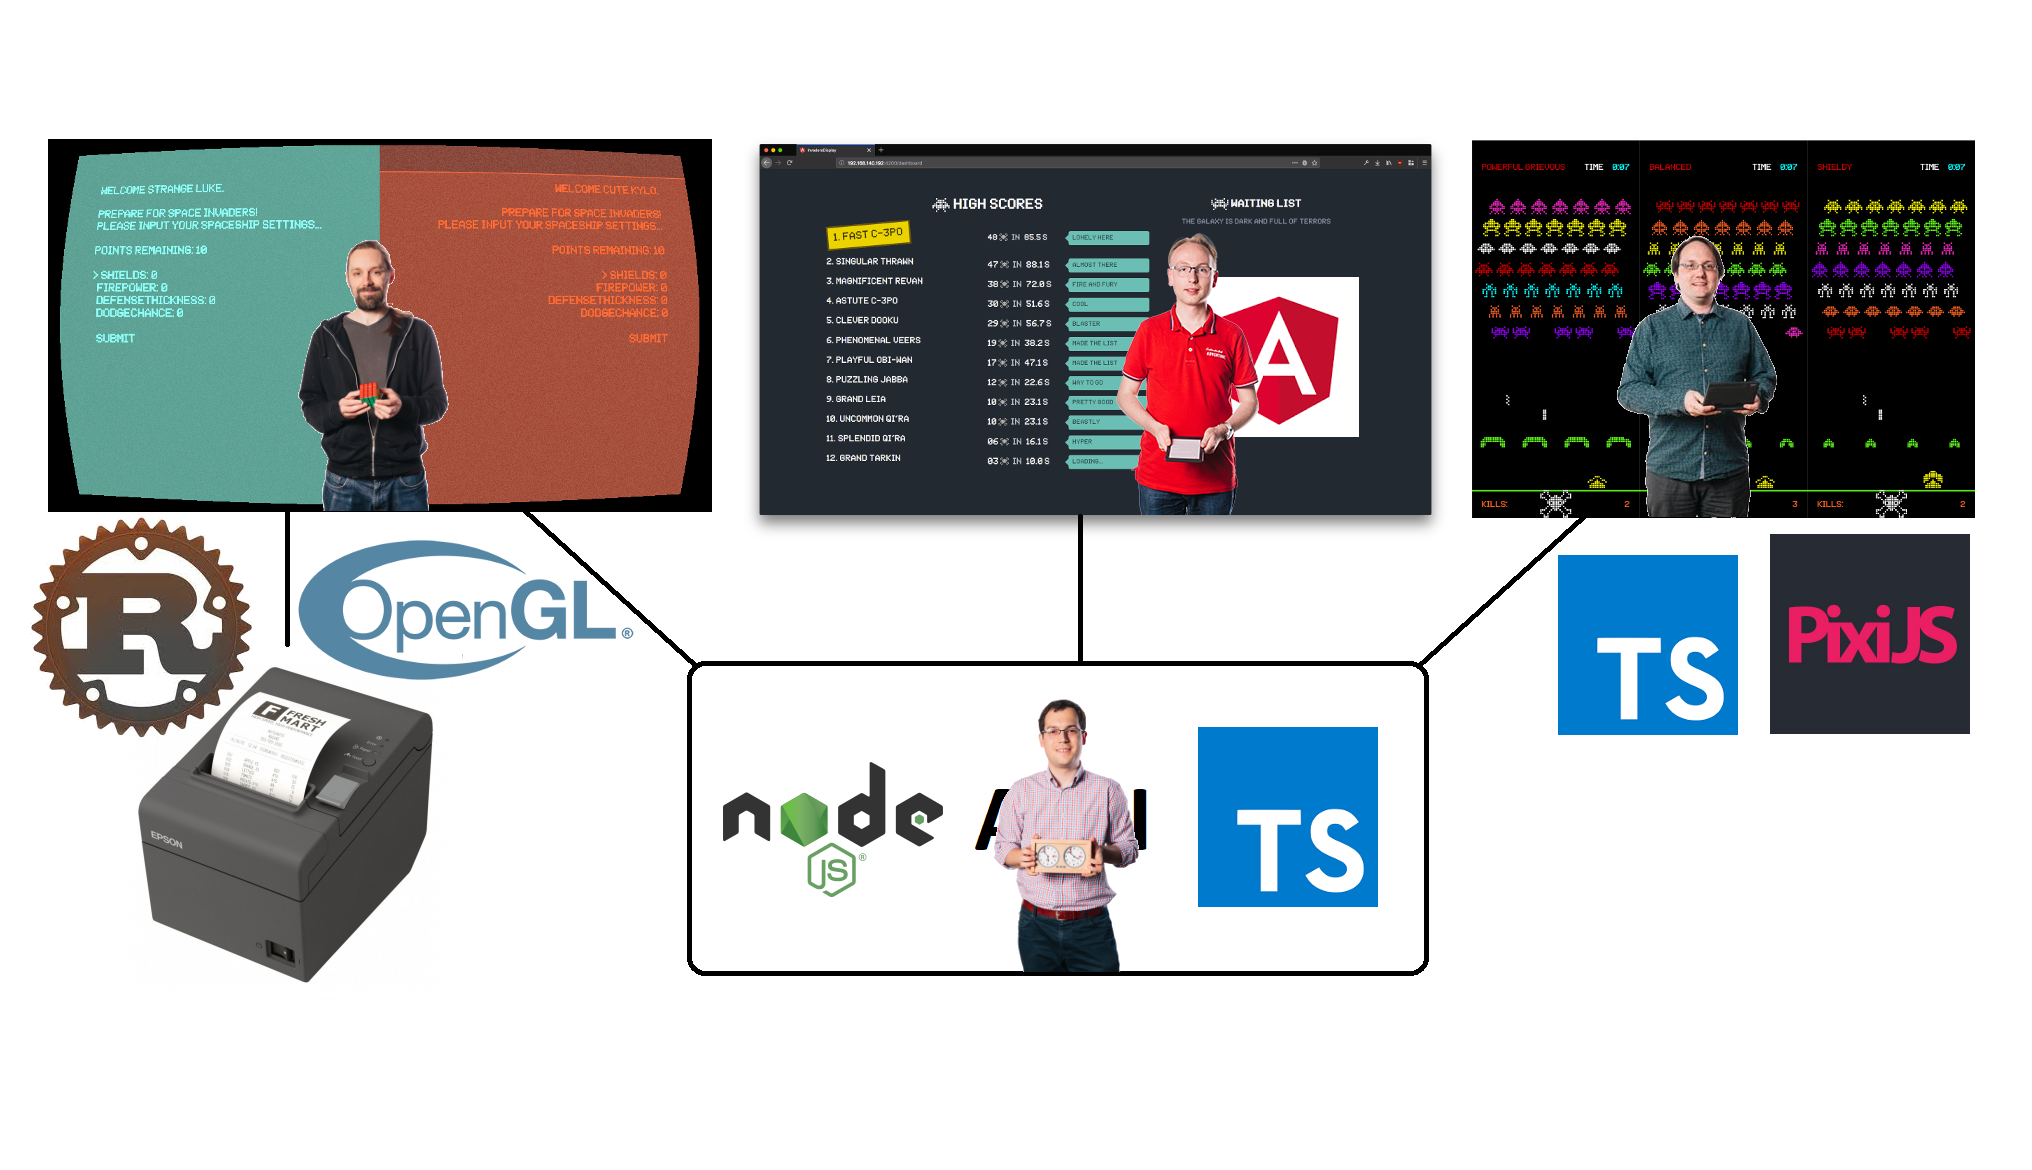 WELCOME STRANGE LUKE.
PREPARE FOR SPACE INVADERS!
PLEASE INPUT YOUR SPACESHIP SETTINGS...
POINTS REMAINING: 10
> SHIELDS: 0
FIREPOWER: 0
DEFENSETHICKNESS: 0
DODGECHANCE: 0
SUBMIT
WELCOME CUTE KYLO.
PREPARE FOR SPACE INVADERS!
PLEASE INPUT YOUR SPACESHIP SETTINGS...
POINTS REMAINING: 10
> SHIELDS: 0
FIREPOWER: 0
DEFENSETHICKNESS: 0
DODGECHANCE: 0
SUBMIT
InvadersDisplay
192.168.140.192:4200/dashboard
HIGH SCORES
1. FAST C-3PO 48 IN 85.5 S LONELY HERE
2. SINGULAR THRAWN 47 IN 88.1 S ALMOST THERE
3. MAGNIFICENT REVAN 38 IN 72.0 S FIRE AND FURY
4. ASTUTE C-3PO 30 IN 51.6 S COOL
5. CLEVER DOOKU 29 IN 56.7 S BLASTER
6. PHENOMENAL VEERS 19 IN 38.2 S MADE THE LIST
7. PLAYFUL OBI-WAN 17 IN 47.1 S MADE THE LIST
8. PUZZLING JABBA 12 IN 22.6 S WAY TO GO
9. GRAND LEIA 10 IN 23.1 S PRETTY GOOD
10. UNCOMMON QI'RA 10 IN 23.1 S BEASTLY
11. SPLENDID QI'RA 06 IN 16.1 S HYPER
12. GRAND TARKIN 03 IN 10.0 S LOADING...
WAITING LIST
THE GALAXY IS DARK AND FULL OF TERRORS
A
POWERFUL GRIEVOUS TIME 0:07
BALANCED TIME 0:07
SHIELDY TIME 0:07
KILLS: 2
3
KILLS: 2
R
OpenGL®
TS
PixiJS
F FRESH MART
EPSON
node
JS®
TS